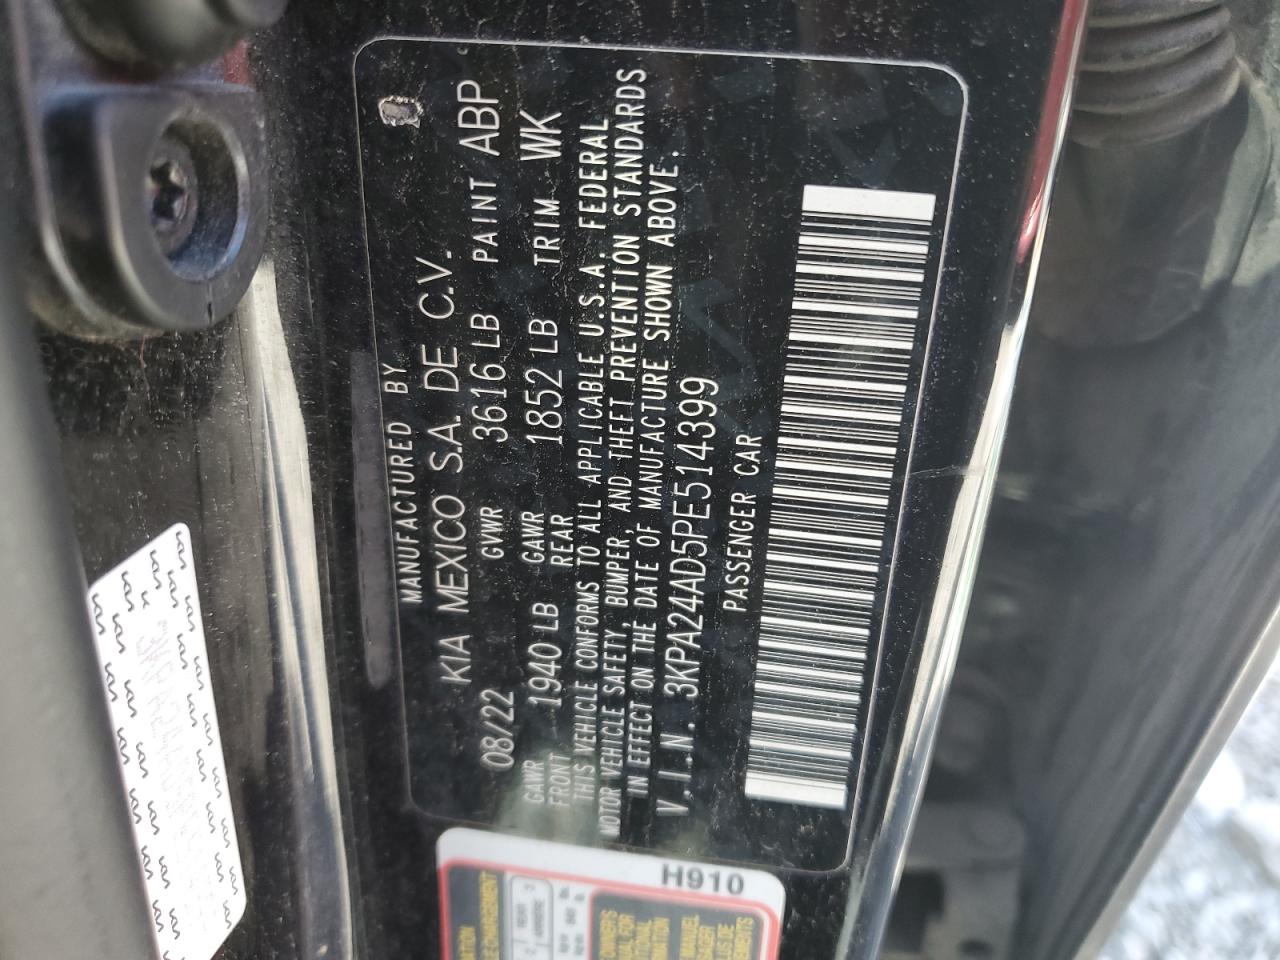 MANUFACTURED BY
KIA MEXICO S.A. DE C.V.
08/22 GVWR 3616 LB PAINT ABP
GAWR FRONT 1940 LB GAWR REAR 1852 LB TRIM WK
THIS VEHICLE CONFORMS TO ALL APPLICABLE U.S.A. FEDERAL
MOTOR VEHICLE SAFETY, BUMPER, AND THEFT PREVENTION STANDARDS
IN EFFECT ON THE DATE OF MANUFACTURE SHOWN ABOVE.
V.I.N. 3KPA24AD5PE514399
PASSENGER CAR
H910